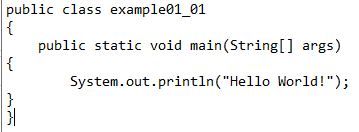 public class example01_01
{
    public static void main(String[] args)
{
        System.out.println("Hello World!");
}
}